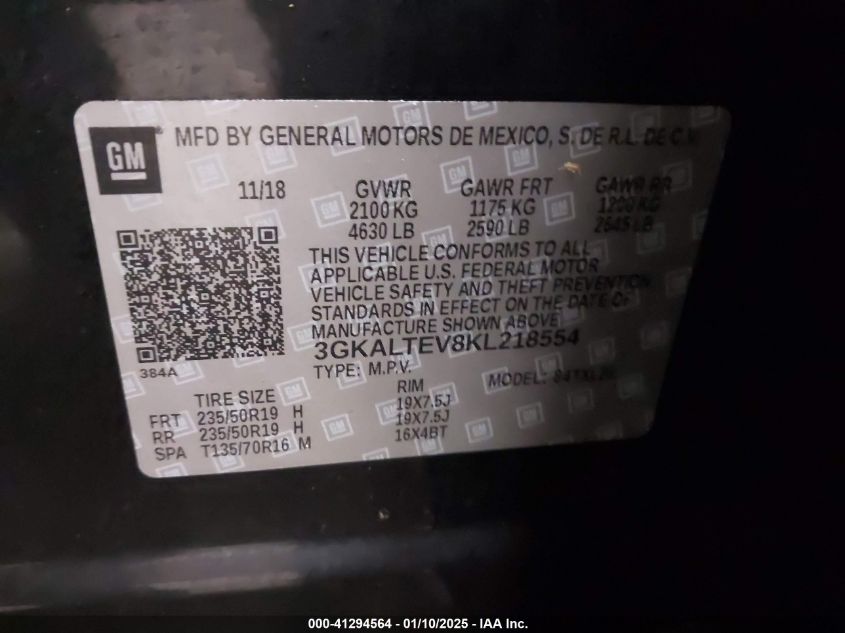 GM
MFD BY GENERAL MOTORS DE MEXICO, S. DE R.L. DE C.V.
11/18 GVWR GAWR FRT GAWR RR
2100 KG 1175 KG 1200 KG
4630 LB 2590 LB 2645 LB
THIS VEHICLE CONFORMS TO ALL
APPLICABLE U.S. FEDERAL MOTOR
VEHICLE SAFETY AND THEFT PREVENTION
STANDARDS IN EFFECT ON THE DATE OF
MANUFACTURE ABOVE
3GKALTEV8KL218554
384A
TYPE: M.P.V. MODEL:
TIRE SIZE RIM
FRT 235/50R19 H 19X7.5J
RR 235/50R19 H 19X7.5J
SPA T135/70R16 M 16X4BT
000-41294564 - 01/10/2025 - IAA Inc.